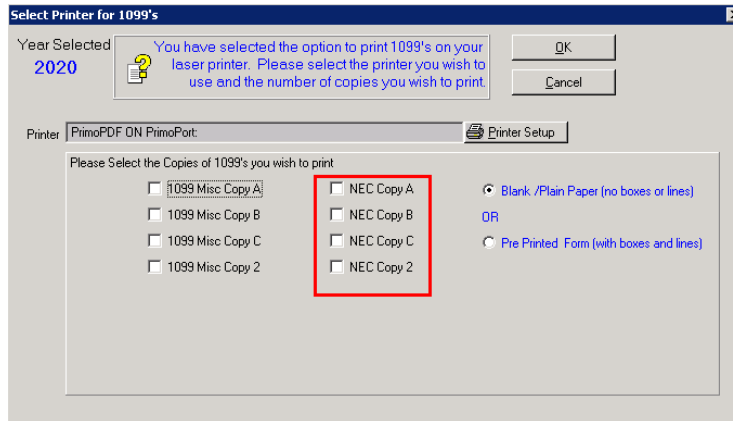 Select Printer for 1099's
Year Selected
2020
You have selected the option to print 1099's on your
laser printer. Please select the printer you wish to
use and the number of copies you wish to print.
OK
Cancel
Printer PrimoPDF ON PrimoPort: Printer Setup
Please Select the Copies of 1099's you wish to print
1099 Misc Copy A NEC Copy A Blank /Plain Paper (no boxes or lines)
1099 Misc Copy B NEC Copy B OR
1099 Misc Copy C NEC Copy C Pre Printed Form (with boxes and lines)
1099 Misc Copy 2 NEC Copy 2